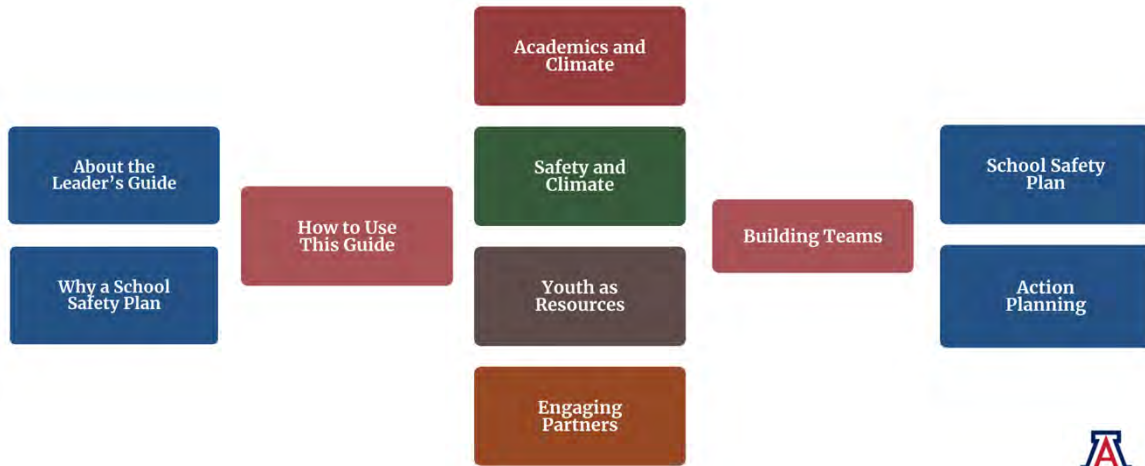 About the
Leader's Guide
Why a School
Safety Plan
How to Use
This Guide
Academics and
Climate
Safety and
Climate
Youth as
Resources
Engaging
Partners
Building Teams
School Safety
Plan
Action
Planning
A